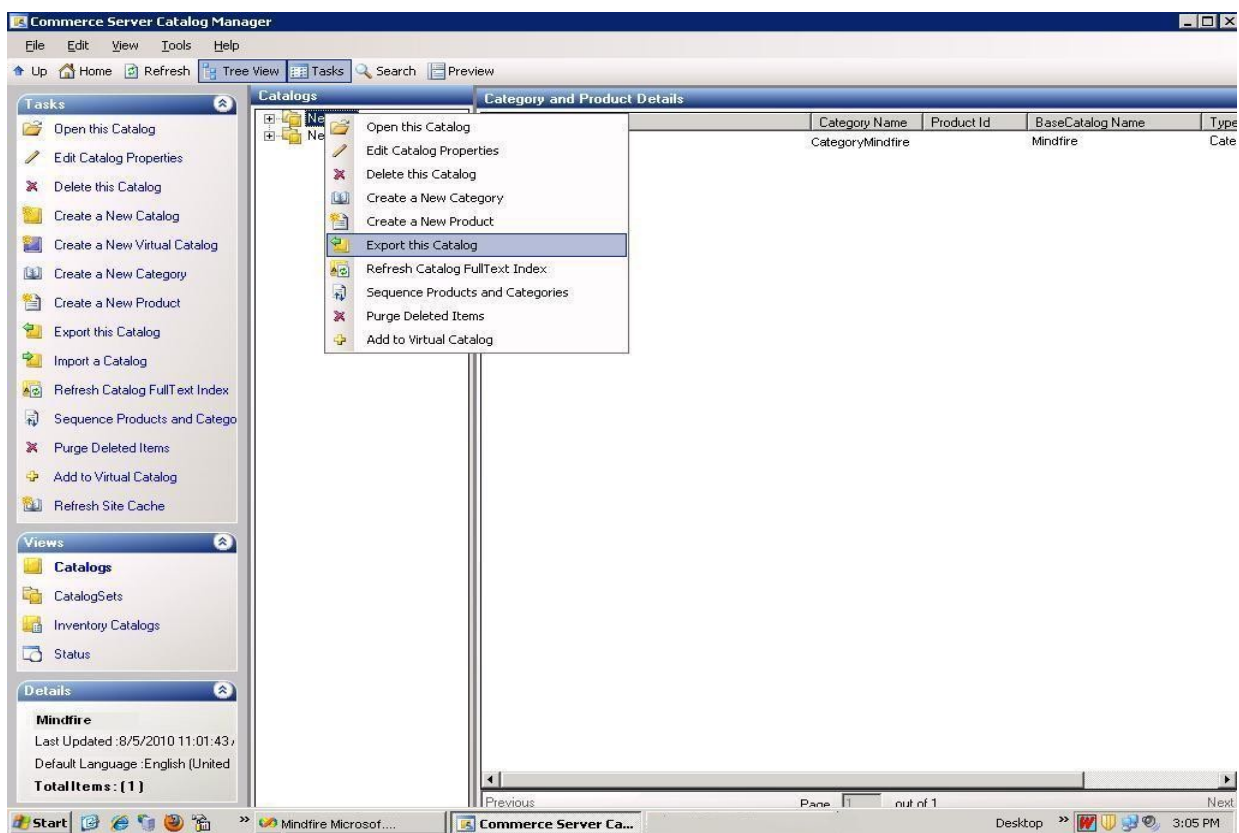 Commerce Server Catalog Manager
File Edit View Tools Help
Up Home Refresh Tree View Tasks Search Preview
Tasks
Open this Catalog
Edit Catalog Properties
Delete this Catalog
Create a New Catalog
Create a New Virtual Catalog
Create a New Category
Create a New Product
Export this Catalog
Import a Catalog
Refresh Catalog FullText Index
Sequence Products and Catego
Purge Deleted Items
Add to Virtual Catalog
Refresh Site Cache
Views
Catalogs
CatalogSets
Inventory Catalogs
Status
Details
Mindfire
Last Updated :8/5/2010 11:01:43
Default Language :English (United
TotalItems : ( 1 )
Catalogs
Ne
Ne
Open this Catalog
Edit Catalog Properties
Delete this Catalog
Create a New Category
Create a New Product
Export this Catalog
Refresh Catalog FullText Index
Sequence Products and Categories
Purge Deleted Items
Add to Virtual Catalog
Category and Product Details
Category Name Product Id BaseCatalog Name Type
CategoryMindfire Mindfire Cate
Previous Page 1 out of 1 Next
Start Mindfire Microsof.... Commerce Server Ca... Desktop 3:05 PM